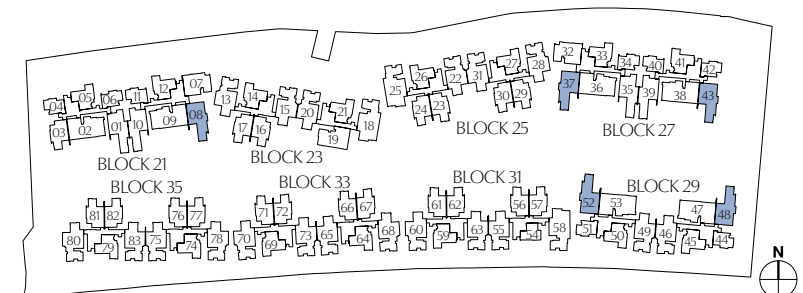 04 05 06 11 12 07
03 02 01 10 09 08
BLOCK 21
13 14 15 20 21 18
17 16 19
BLOCK 23
25 26 22 31 27 28
24 23 30 29
BLOCK 25
32 33 34 40 41 42
37 36 35 39 38 43
BLOCK 27
BLOCK 35
81 82 76 77
80 79 83 75 74 78
BLOCK 33
71 72 66 67
70 69 73 65 64 68
BLOCK 31
61 62 56 57
60 59 63 55 54 58
BLOCK 29
52 53 47 48
51 50 49 46 45 44
N